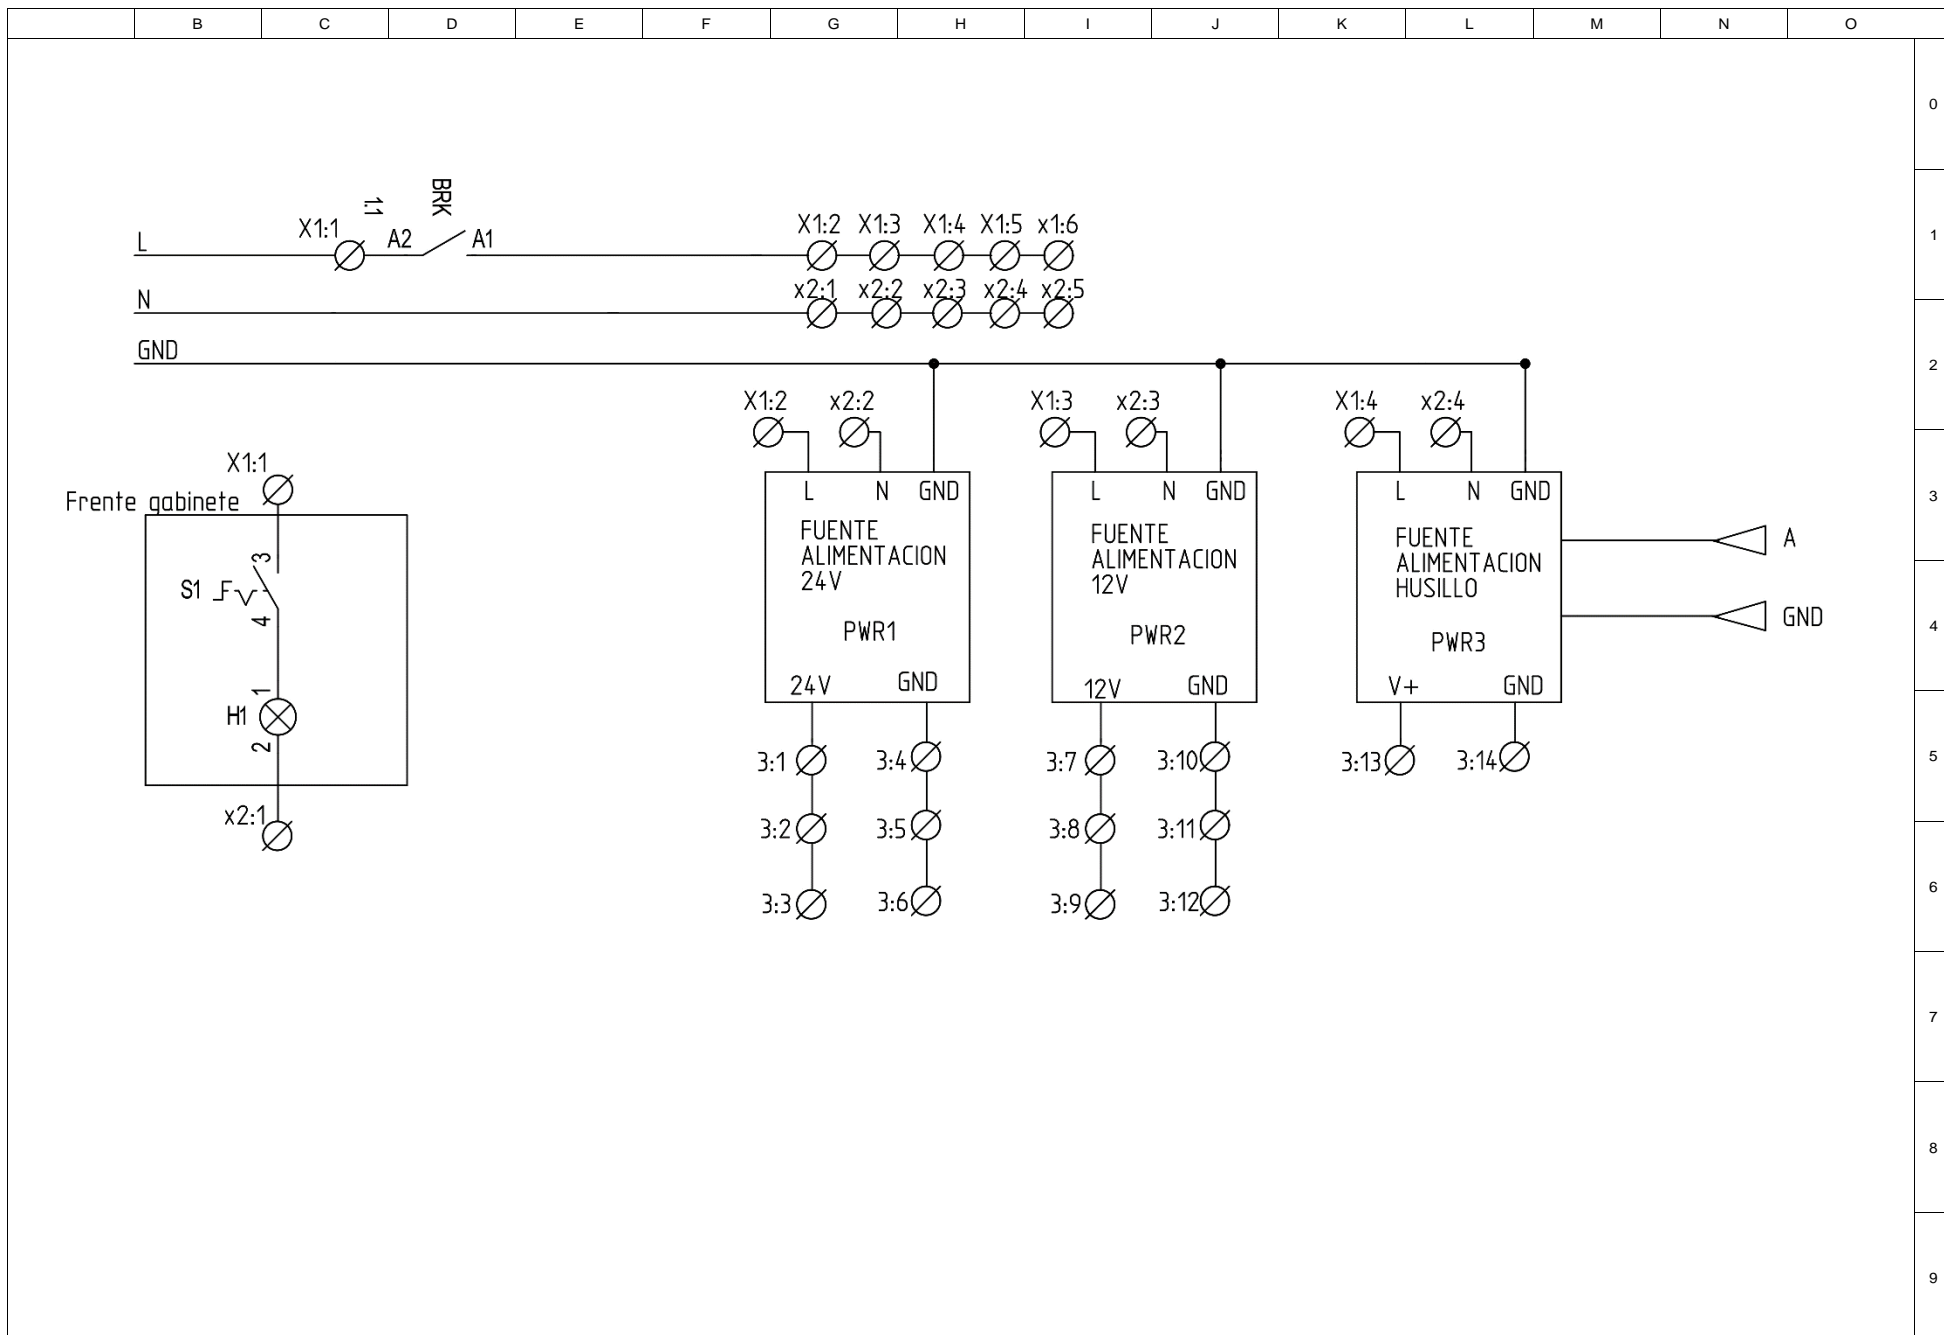 B C D E F G H I J K L M N O
0
1
2
3
4
5
6
7
8
9
BRK
1:1
X1:1
A2
A1
L
X1:2 X1:3 X1:4 X1:5 x1:6
N
x2:1 x2:2 x2:3 x2:4 x2:5
GND
X1:1
Frente gabinete
3
S1
4
1
H1
2
x2:1
X1:2 x2:2
L N GND
FUENTE
ALIMENTACION
24V
PWR1
24V GND
3:1 3:4
3:2 3:5
3:3 3:6
X1:3 x2:3
L N GND
FUENTE
ALIMENTACION
12V
PWR2
12V GND
3:7 3:10
3:8 3:11
3:9 3:12
X1:4 x2:4
L N GND
FUENTE
ALIMENTACION
HUSILLO
PWR3
V+ GND
3:13 3:14
A
GND